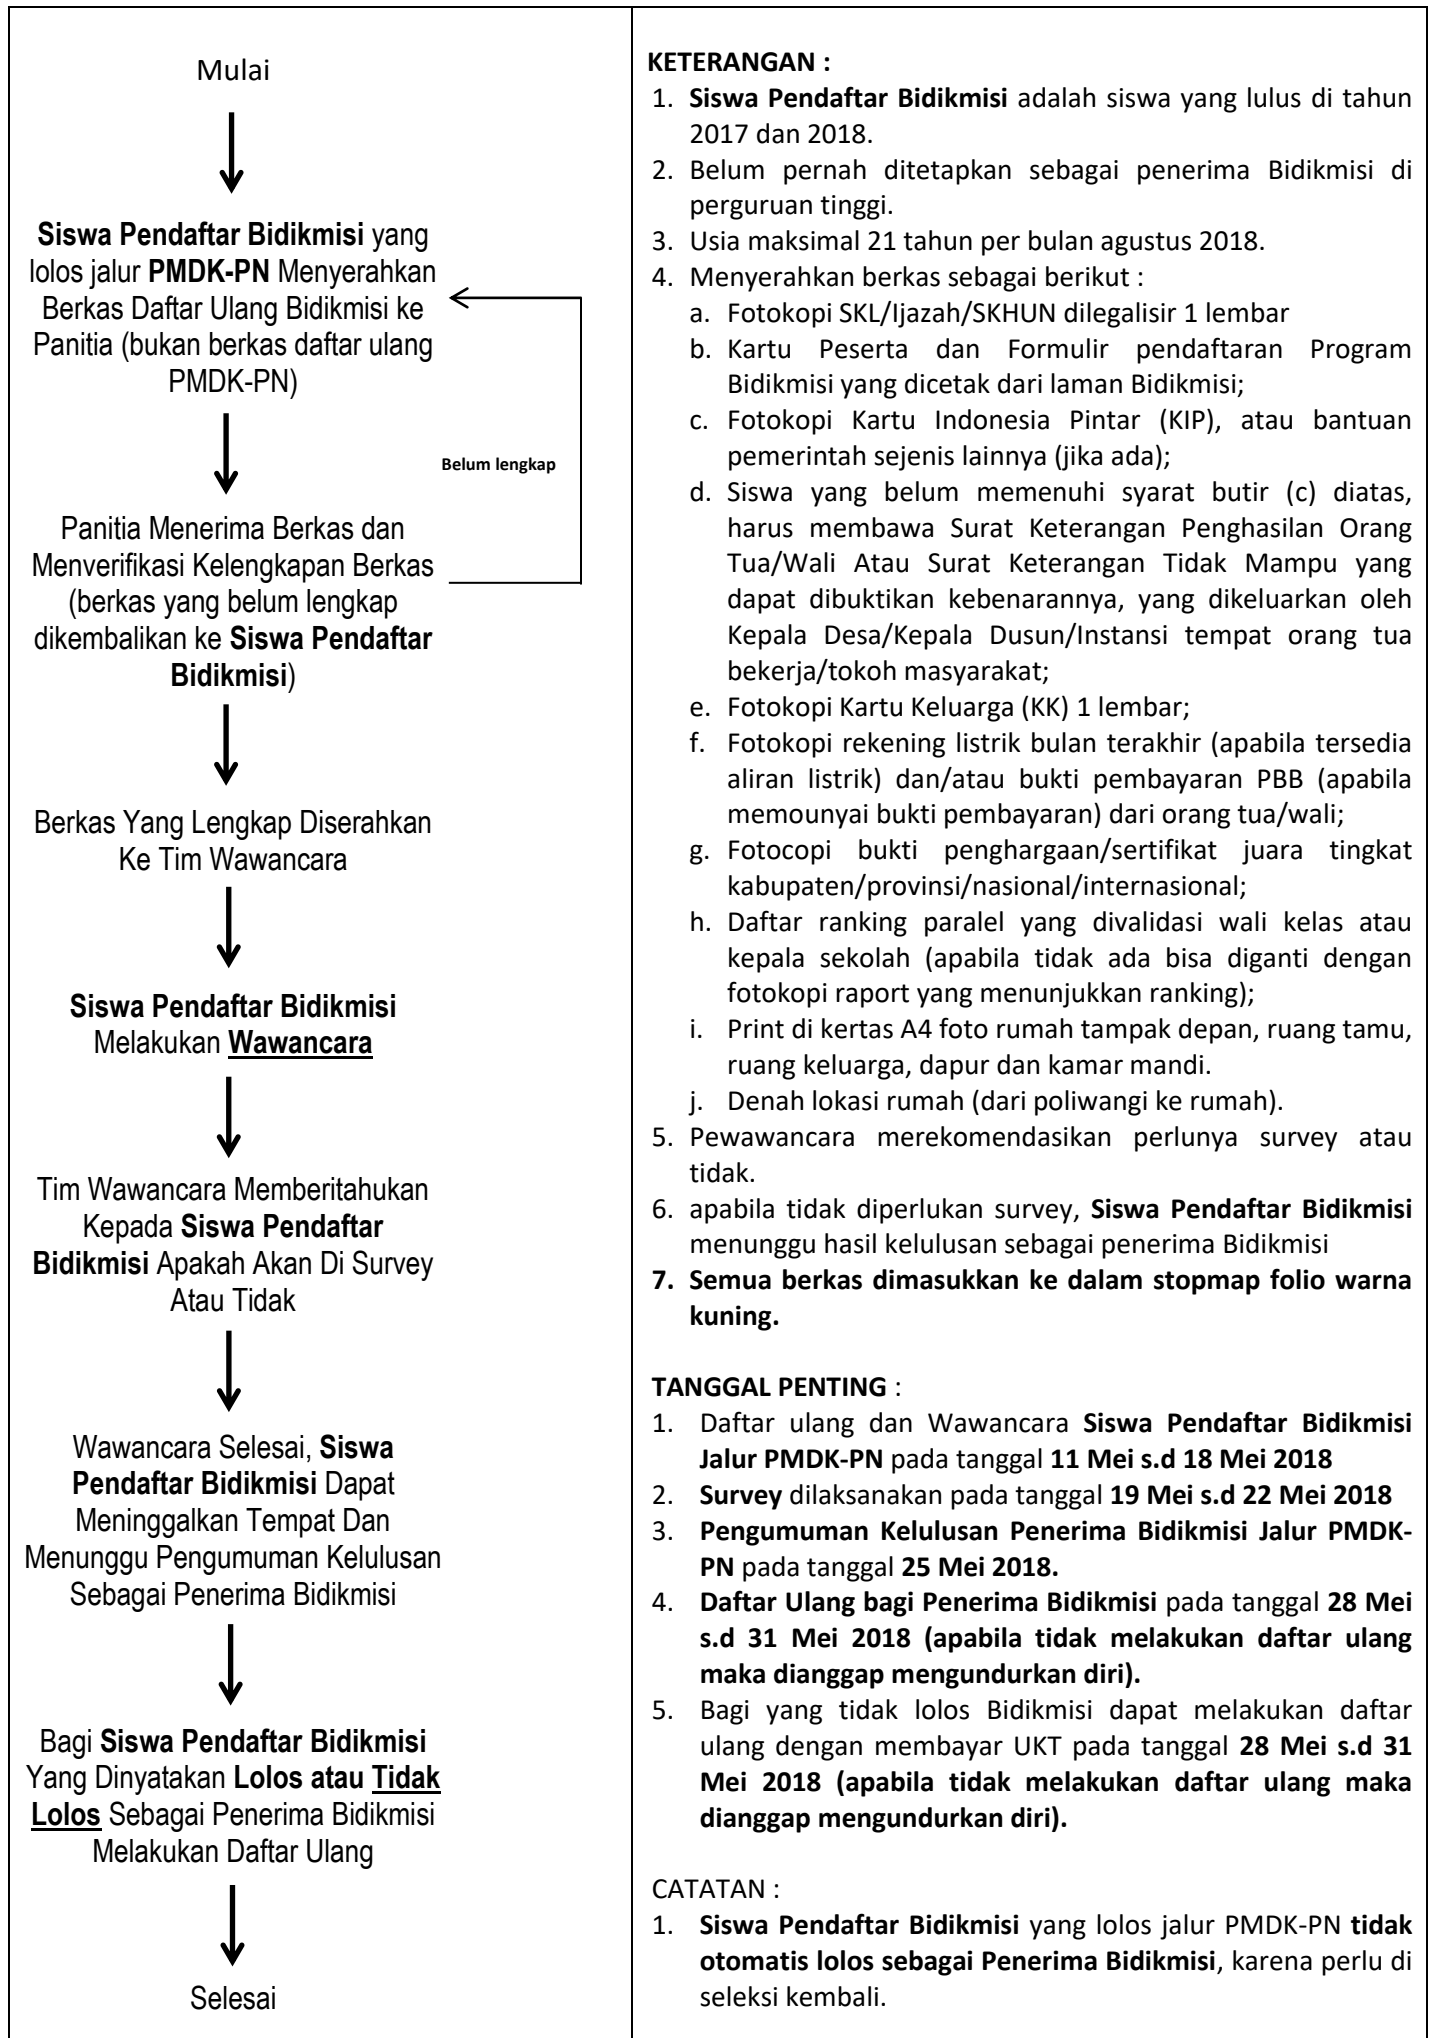 Mulai
Siswa Pendaftar Bidikmisi yang
lolos jalur PMDK-PN Menyerahkan
Berkas Daftar Ulang Bidikmisi ke
Panitia (bukan berkas daftar ulang
PMDK-PN)
Belum lengkap
Panitia Menerima Berkas dan
Menverifikasi Kelengkapan Berkas
(berkas yang belum lengkap
dikembalikan ke Siswa Pendaftar
Bidikmisi)
Berkas Yang Lengkap Diserahkan
Ke Tim Wawancara
Siswa Pendaftar Bidikmisi
Melakukan Wawancara
Tim Wawancara Memberitahukan
Kepada Siswa Pendaftar
Bidikmisi Apakah Akan Di Survey
Atau Tidak
Wawancara Selesai, Siswa
Pendaftar Bidikmisi Dapat
Meninggalkan Tempat Dan
Menunggu Pengumuman Kelulusan
Sebagai Penerima Bidikmisi
Bagi Siswa Pendaftar Bidikmisi
Yang Dinyatakan Lolos atau Tidak
Lolos Sebagai Penerima Bidikmisi
Melakukan Daftar Ulang
Selesai
KETERANGAN :
1. Siswa Pendaftar Bidikmisi adalah siswa yang lulus di tahun
2017 dan 2018.
2. Belum pernah ditetapkan sebagai penerima Bidikmisi di
perguruan tinggi.
3. Usia maksimal 21 tahun per bulan agustus 2018.
4. Menyerahkan berkas sebagai berikut :
a. Fotokopi SKL/Ijazah/SKHUN dilegalisir 1 lembar
b. Kartu Peserta dan Formulir pendaftaran Program
Bidikmisi yang dicetak dari laman Bidikmisi;
c. Fotokopi Kartu Indonesia Pintar (KIP), atau bantuan
pemerintah sejenis lainnya (jika ada);
d. Siswa yang belum memenuhi syarat butir (c) diatas,
harus membawa Surat Keterangan Penghasilan Orang
Tua/Wali Atau Surat Keterangan Tidak Mampu yang
dapat dibuktikan kebenarannya, yang dikeluarkan oleh
Kepala Desa/Kepala Dusun/Instansi tempat orang tua
bekerja/tokoh masyarakat;
e. Fotokopi Kartu Keluarga (KK) 1 lembar;
f. Fotokopi rekening listrik bulan terakhir (apabila tersedia
aliran listrik) dan/atau bukti pembayaran PBB (apabila
memounyai bukti pembayaran) dari orang tua/wali;
g. Fotocopi bukti penghargaan/sertifikat juara tingkat
kabupaten/provinsi/nasional/internasional;
h. Daftar ranking paralel yang divalidasi wali kelas atau
kepala sekolah (apabila tidak ada bisa diganti dengan
fotokopi raport yang menunjukkan ranking);
i. Print di kertas A4 foto rumah tampak depan, ruang tamu,
ruang keluarga, dapur dan kamar mandi.
j. Denah lokasi rumah (dari poliwangi ke rumah).
5. Pewawancara merekomendasikan perlunya survey atau
tidak.
6. apabila tidak diperlukan survey, Siswa Pendaftar Bidikmisi
menunggu hasil kelulusan sebagai penerima Bidikmisi
7. Semua berkas dimasukkan ke dalam stopmap folio warna
kuning.
TANGGAL PENTING :
1. Daftar ulang dan Wawancara Siswa Pendaftar Bidikmisi
Jalur PMDK-PN pada tanggal 11 Mei s.d 18 Mei 2018
2. Survey dilaksanakan pada tanggal 19 Mei s.d 22 Mei 2018
3. Pengumuman Kelulusan Penerima Bidikmisi Jalur PMDK-
PN pada tanggal 25 Mei 2018.
4. Daftar Ulang bagi Penerima Bidikmisi pada tanggal 28 Mei
s.d 31 Mei 2018 (apabila tidak melakukan daftar ulang
maka dianggap mengundurkan diri).
5. Bagi yang tidak lolos Bidikmisi dapat melakukan daftar
ulang dengan membayar UKT pada tanggal 28 Mei s.d 31
Mei 2018 (apabila tidak melakukan daftar ulang maka
dianggap mengundurkan diri).
CATATAN :
1. Siswa Pendaftar Bidikmisi yang lolos jalur PMDK-PN tidak
otomatis lolos sebagai Penerima Bidikmisi, karena perlu di
seleksi kembali.